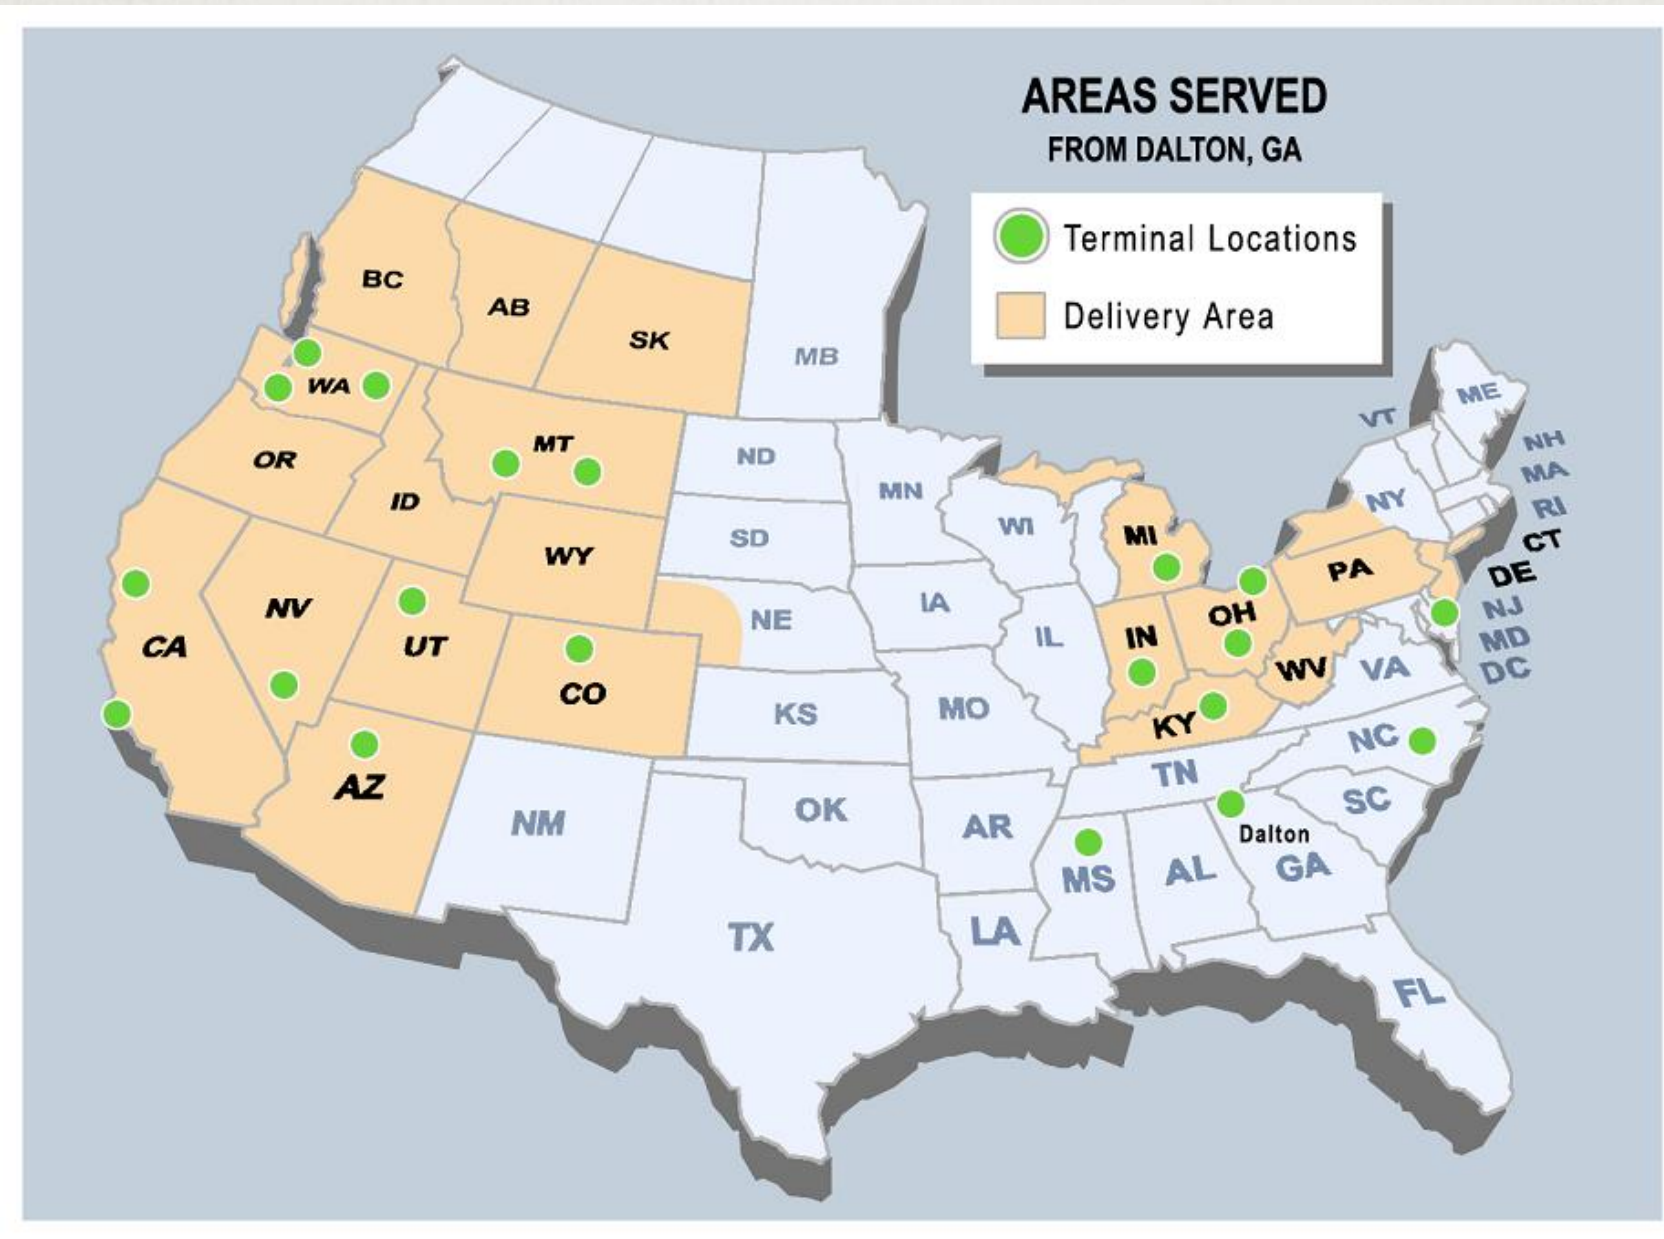 AREAS SERVED
FROM DALTON, GA
Terminal Locations
Delivery Area
BC
AB
SK
MB
WA
OR
ID
MT
ND
MN
SD
WI
MI
WY
NV
UT
CA
CO
NE
IA
IL
IN
OH
PA
NY
VT
ME
NH
MA
RI
CT
DE
NJ
MD
DC
WV
VA
KY
KS
MO
AZ
NM
OK
AR
TN
NC
SC
Dalton
GA
MS
AL
TX
LA
FL